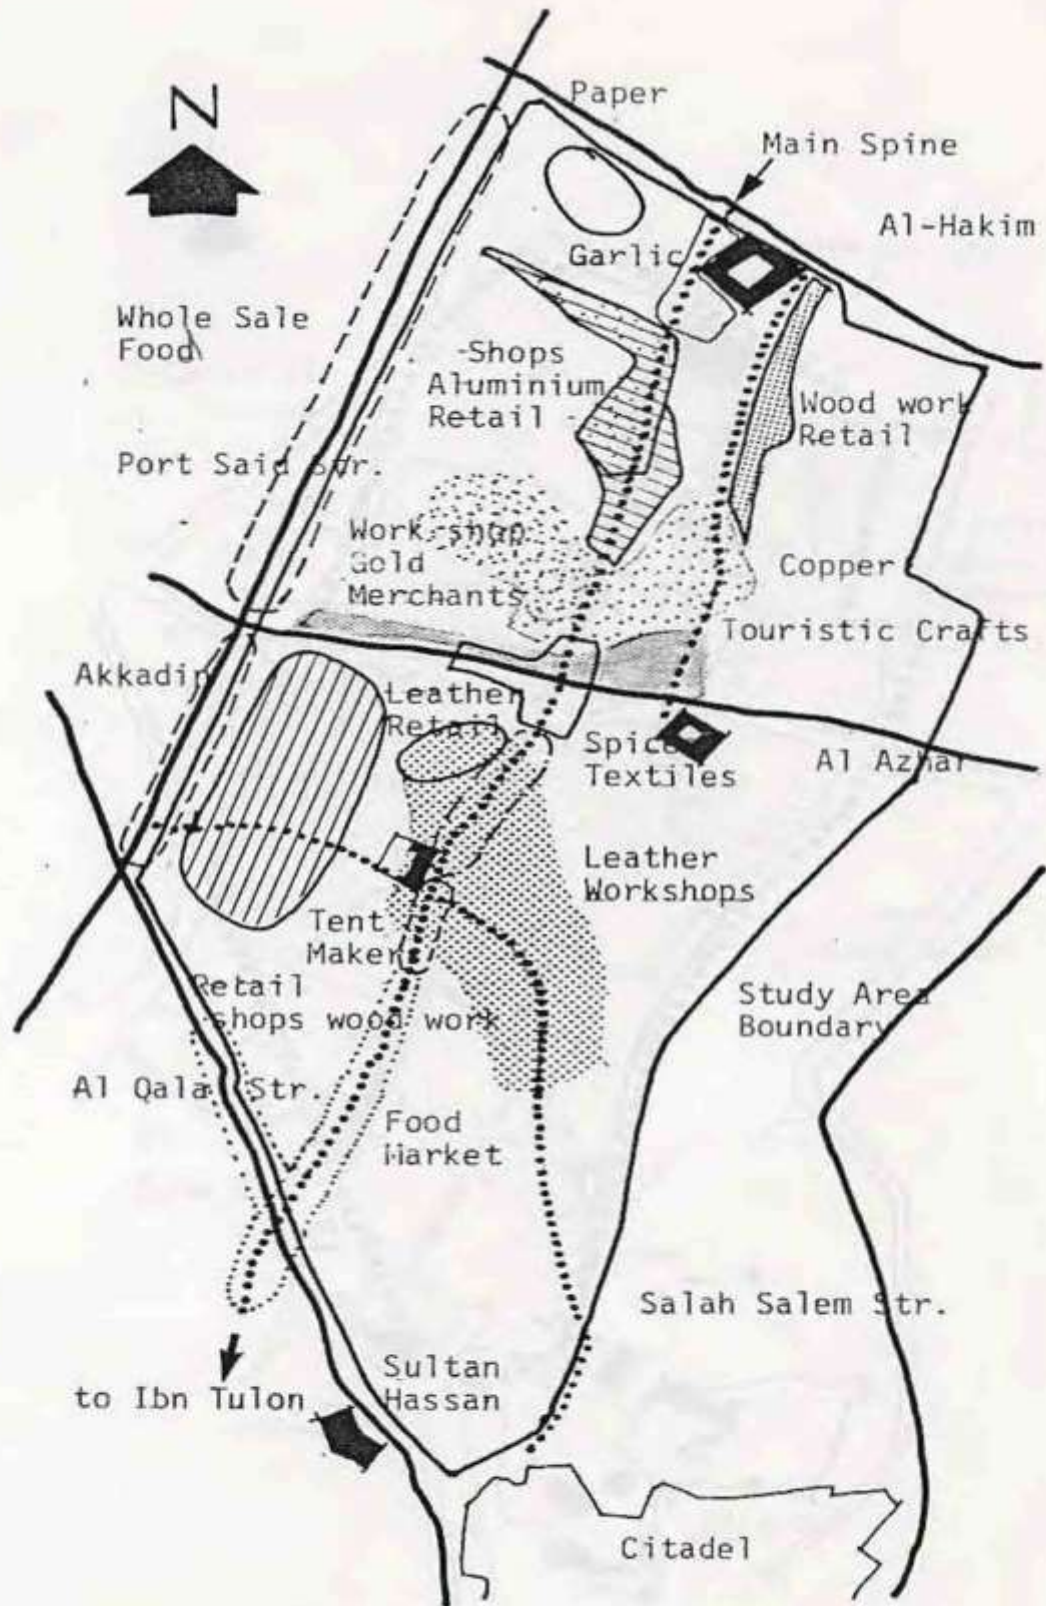 N
Paper
Main Spine
Al-Hakim
Garlic
Whole Sale
Food
-Shops
Aluminium
Retail -
Wood work
Retail
Port Said Str.
Work shop
Gold
Merchants
Copper
Touristic Crafts
Akkadin
Leather
Retail
Spice
Textiles
Al Azhar
Leather
Workshops
Tent
Maker
Retail
shops wood work
Study Area
Boundary
Al Qala Str.
Food
Market
Salah Salem Str.
Sultan
Hassan
to Ibn Tulon
Citadel